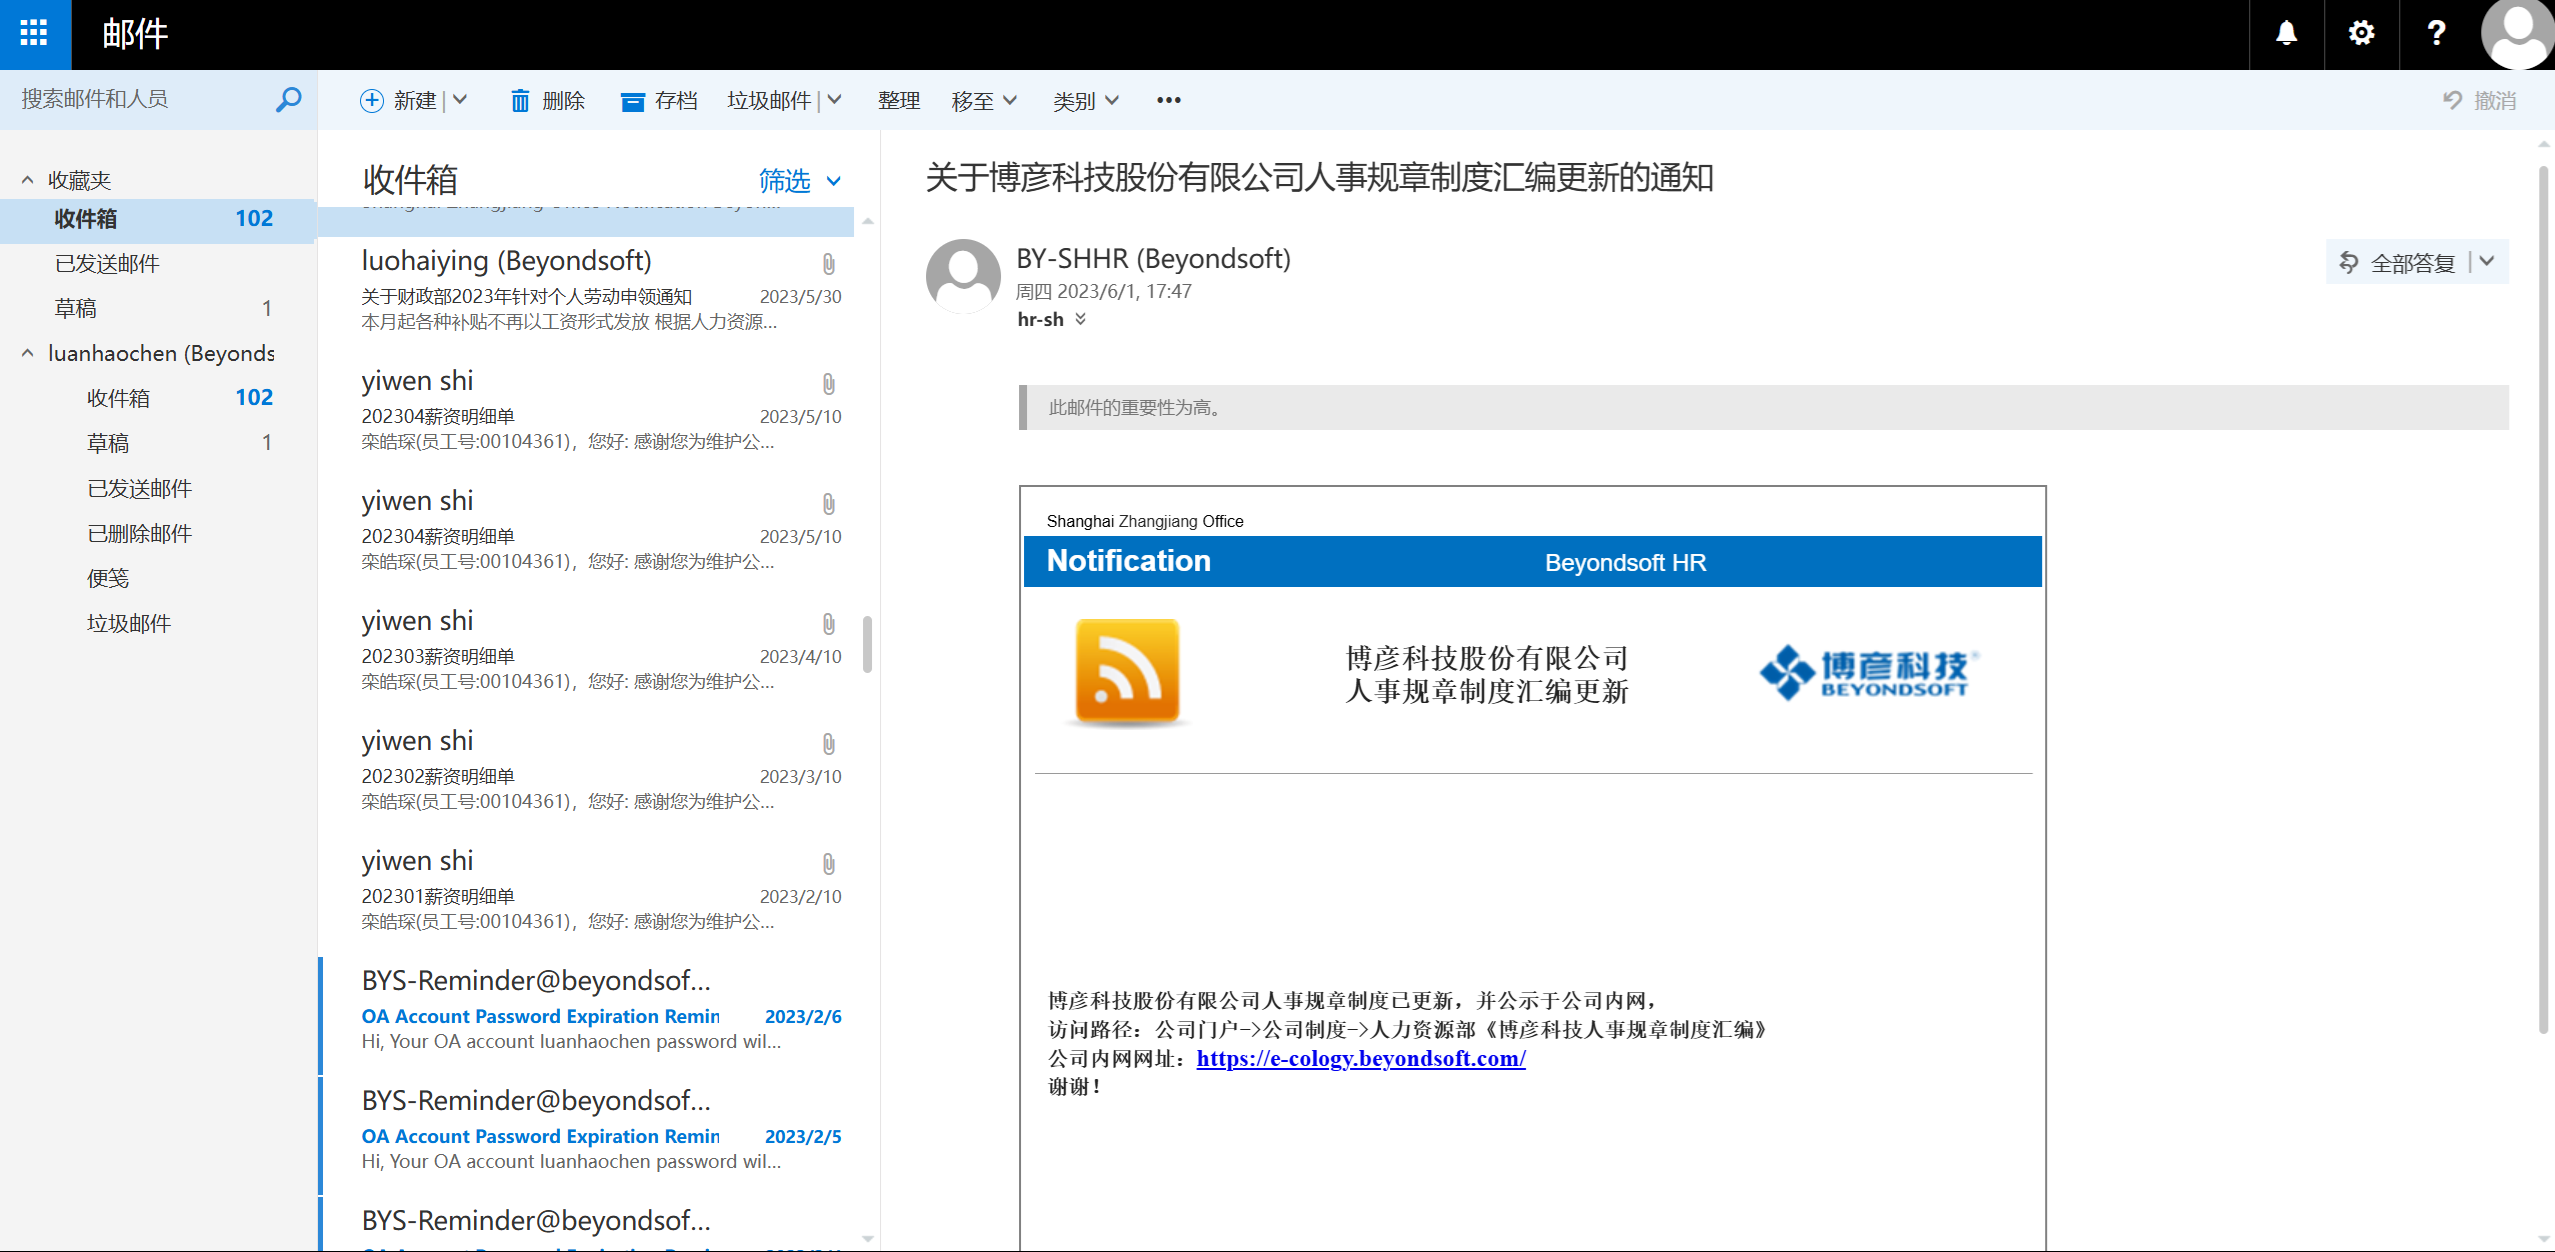 邮件
搜索邮件和人员
新建
删除
存档
垃圾邮件
整理
移至
类别
撤消
收藏夹
收件箱 102
已发送邮件
草稿 1
luanhaochen (Beyonds
收件箱 102
草稿 1
已发送邮件
已删除邮件
便笺
垃圾邮件
收件箱
筛选
luohaiying (Beyondsoft)
关于财政部2023年针对个人劳动申领通知 2023/5/30
本月起各种补贴不再以工资形式发放 根据人力资源...
yiwen shi
202304薪资明细单 2023/5/10
栾皓琛(员工号:00104361)，您好: 感谢您为维护公...
yiwen shi
202304薪资明细单 2023/5/10
栾皓琛(员工号:00104361)，您好: 感谢您为维护公...
yiwen shi
202303薪资明细单 2023/4/10
栾皓琛(员工号:00104361)，您好: 感谢您为维护公...
yiwen shi
202302薪资明细单 2023/3/10
栾皓琛(员工号:00104361)，您好: 感谢您为维护公...
yiwen shi
202301薪资明细单 2023/2/10
栾皓琛(员工号:00104361)，您好: 感谢您为维护公...
BYS-Reminder@beyondsof...
OA Account Password Expiration Remin 2023/2/6
Hi, Your OA account luanhaochen password wil...
BYS-Reminder@beyondsof...
OA Account Password Expiration Remin 2023/2/5
Hi, Your OA account luanhaochen password wil...
BYS-Reminder@beyondsof...
关于博彦科技股份有限公司人事规章制度汇编更新的通知
BY-SHHR (Beyondsoft)
周四 2023/6/1, 17:47
hr-sh
全部答复
此邮件的重要性为高。
Shanghai Zhangjiang Office
Notification Beyondsoft HR
博彦科技股份有限公司
人事规章制度汇编更新
博彦科技®
BEYONDSOFT
博彦科技股份有限公司人事规章制度已更新，并公示于公司内网，
访问路径：公司门户->公司制度->人力资源部《博彦科技人事规章制度汇编》
公司内网网址：https://e-cology.beyondsoft.com/
谢谢！